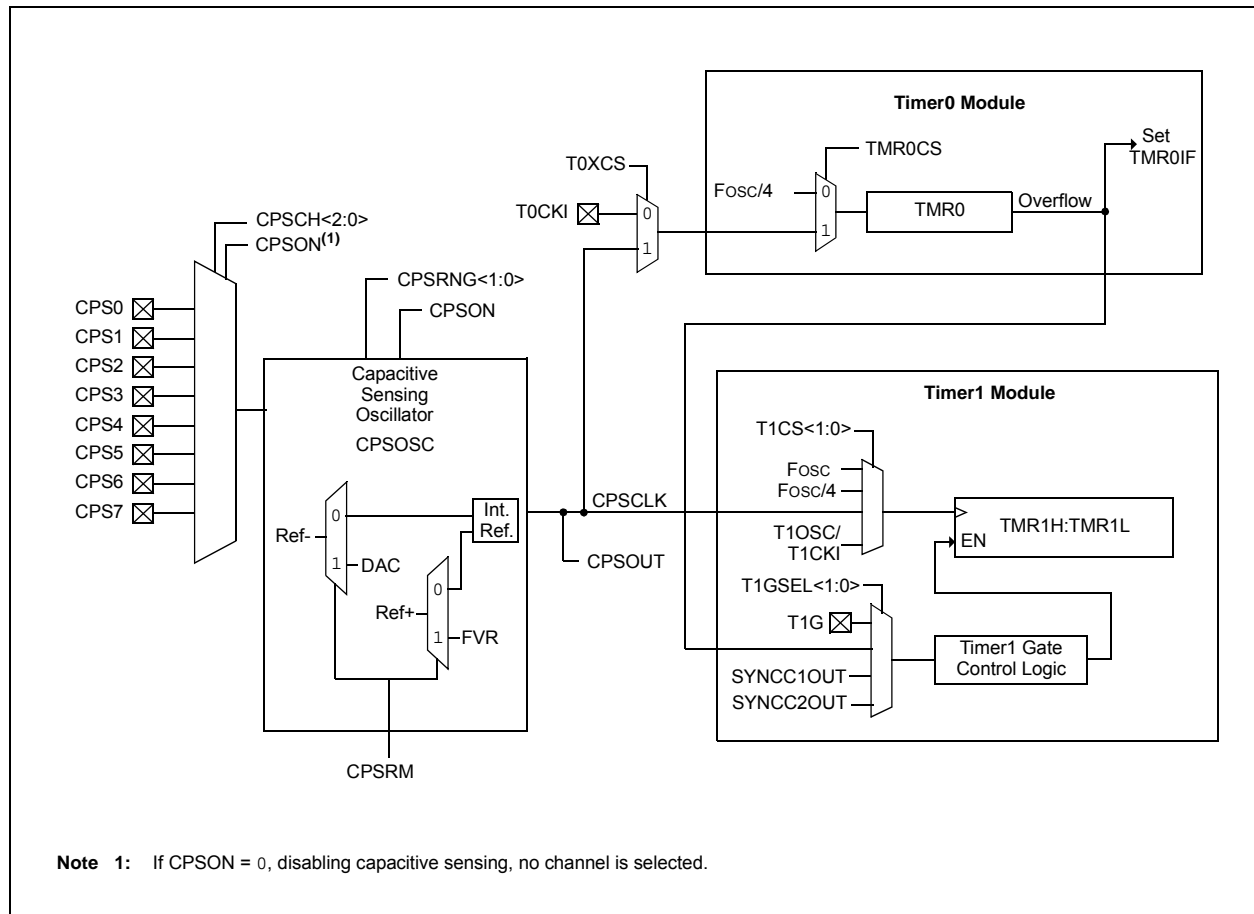 Timer0 Module
TMR0CS
Set
TMR0IF
T0XCS
FOSC/4
0
1
TMR0
Overflow
T0CKI
0
1
CPSCH<2:0>
CPSON(1)
CPSRNG<1:0>
CPSON
CPS0
CPS1
CPS2
CPS3
CPS4
CPS5
CPS6
CPS7
Capacitive
Sensing
Oscillator
CPSOSC
Timer1 Module
T1CS<1:0>
FOSC
FOSC/4
T1OSC/
T1CKI
TMR1H:TMR1L
EN
0
Ref-
1
DAC
Int.
Ref.
0
Ref+
1
FVR
CPSCLK
CPSOUT
T1GSEL<1:0>
T1G
SYNCC1OUT
SYNCC2OUT
Timer1 Gate
Control Logic
CPSRM
Note 1: If CPSON = 0, disabling capacitive sensing, no channel is selected.